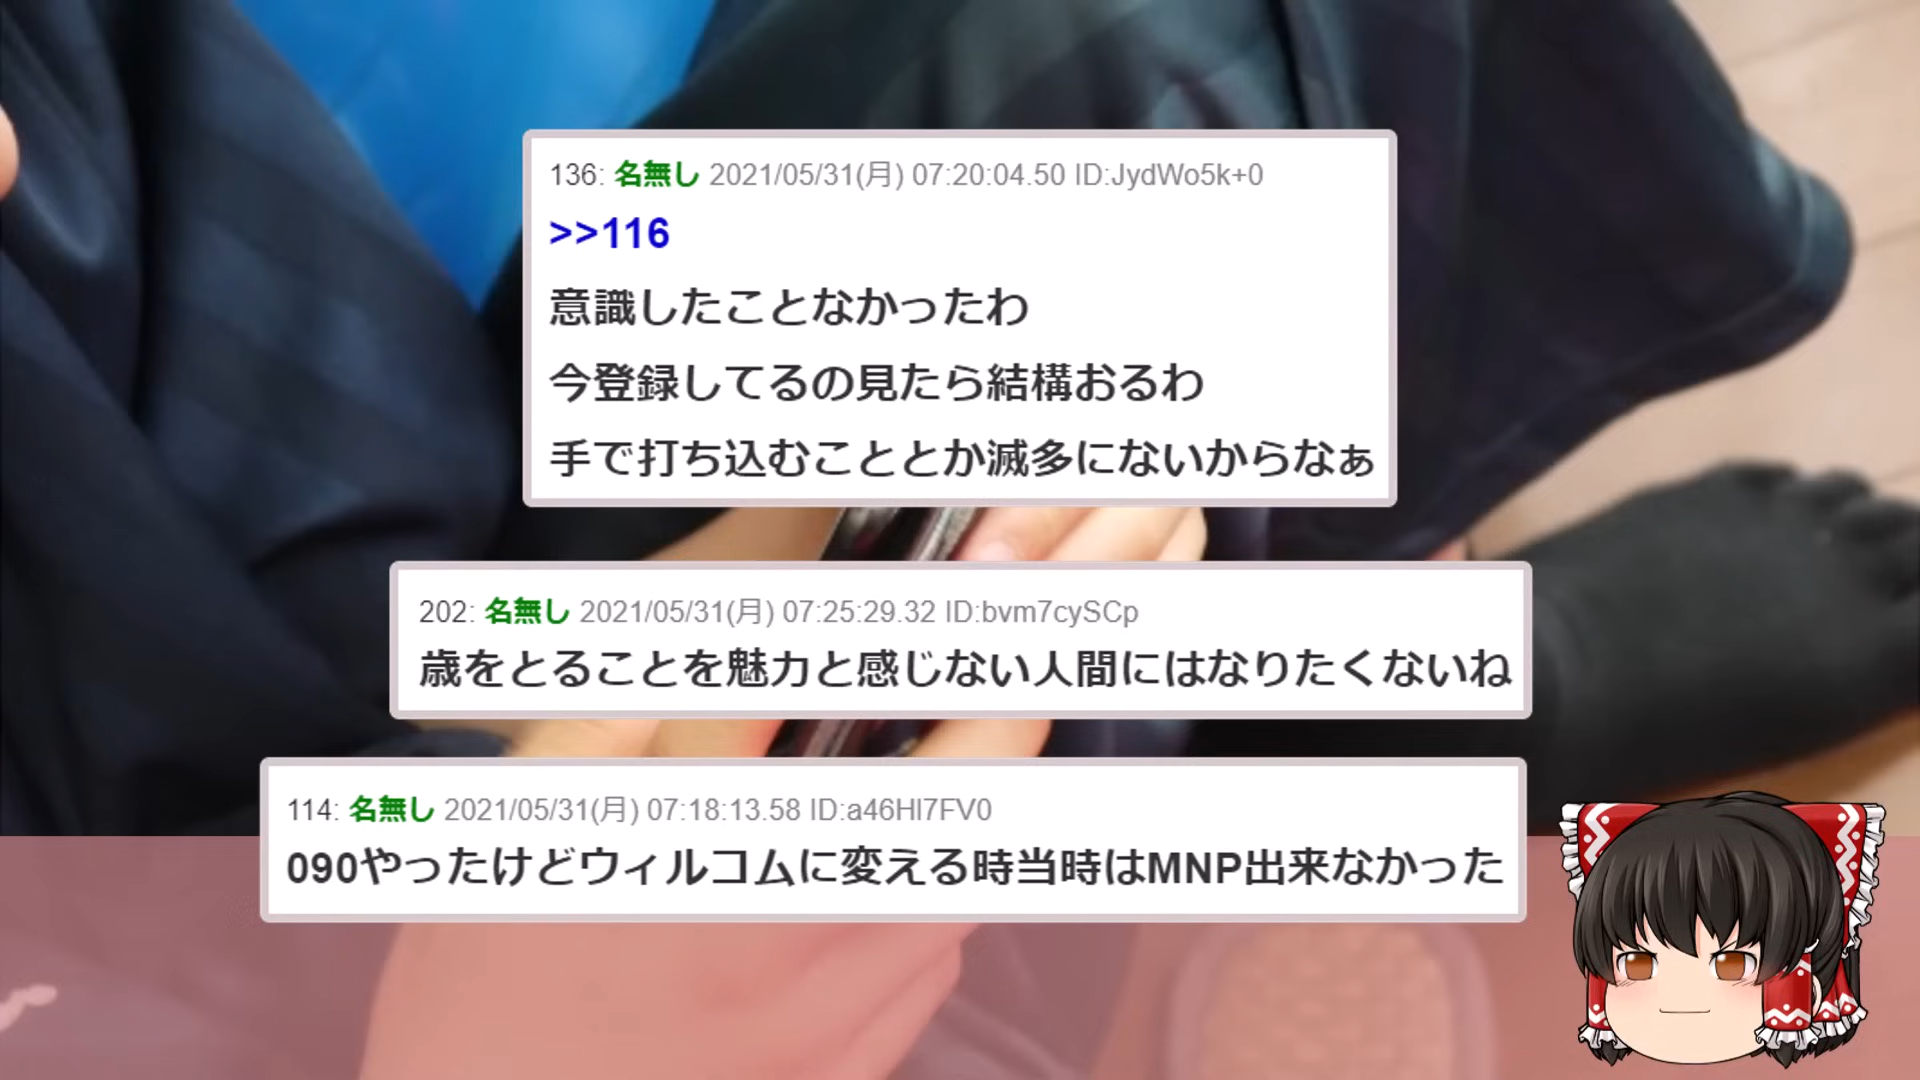 136: 名無し 2021/05/31(月) 07:20:04.50 ID:JydWo5k+0
>>116
意識したことなかったわ
今登録してるの見たら結構おるわ
手で打ち込むこととか滅多にないからなぁ
202: 名無し 2021/05/31(月) 07:25:29.32 ID:bvm7cySCp
歳をとることを魅力と感じない人間にはなりたくないね
114: 名無し 2021/05/31(月) 07:18:13.58 ID:a46Hl7FV0
090やったけどウィルコムに変える時当時はMNP出来なかった